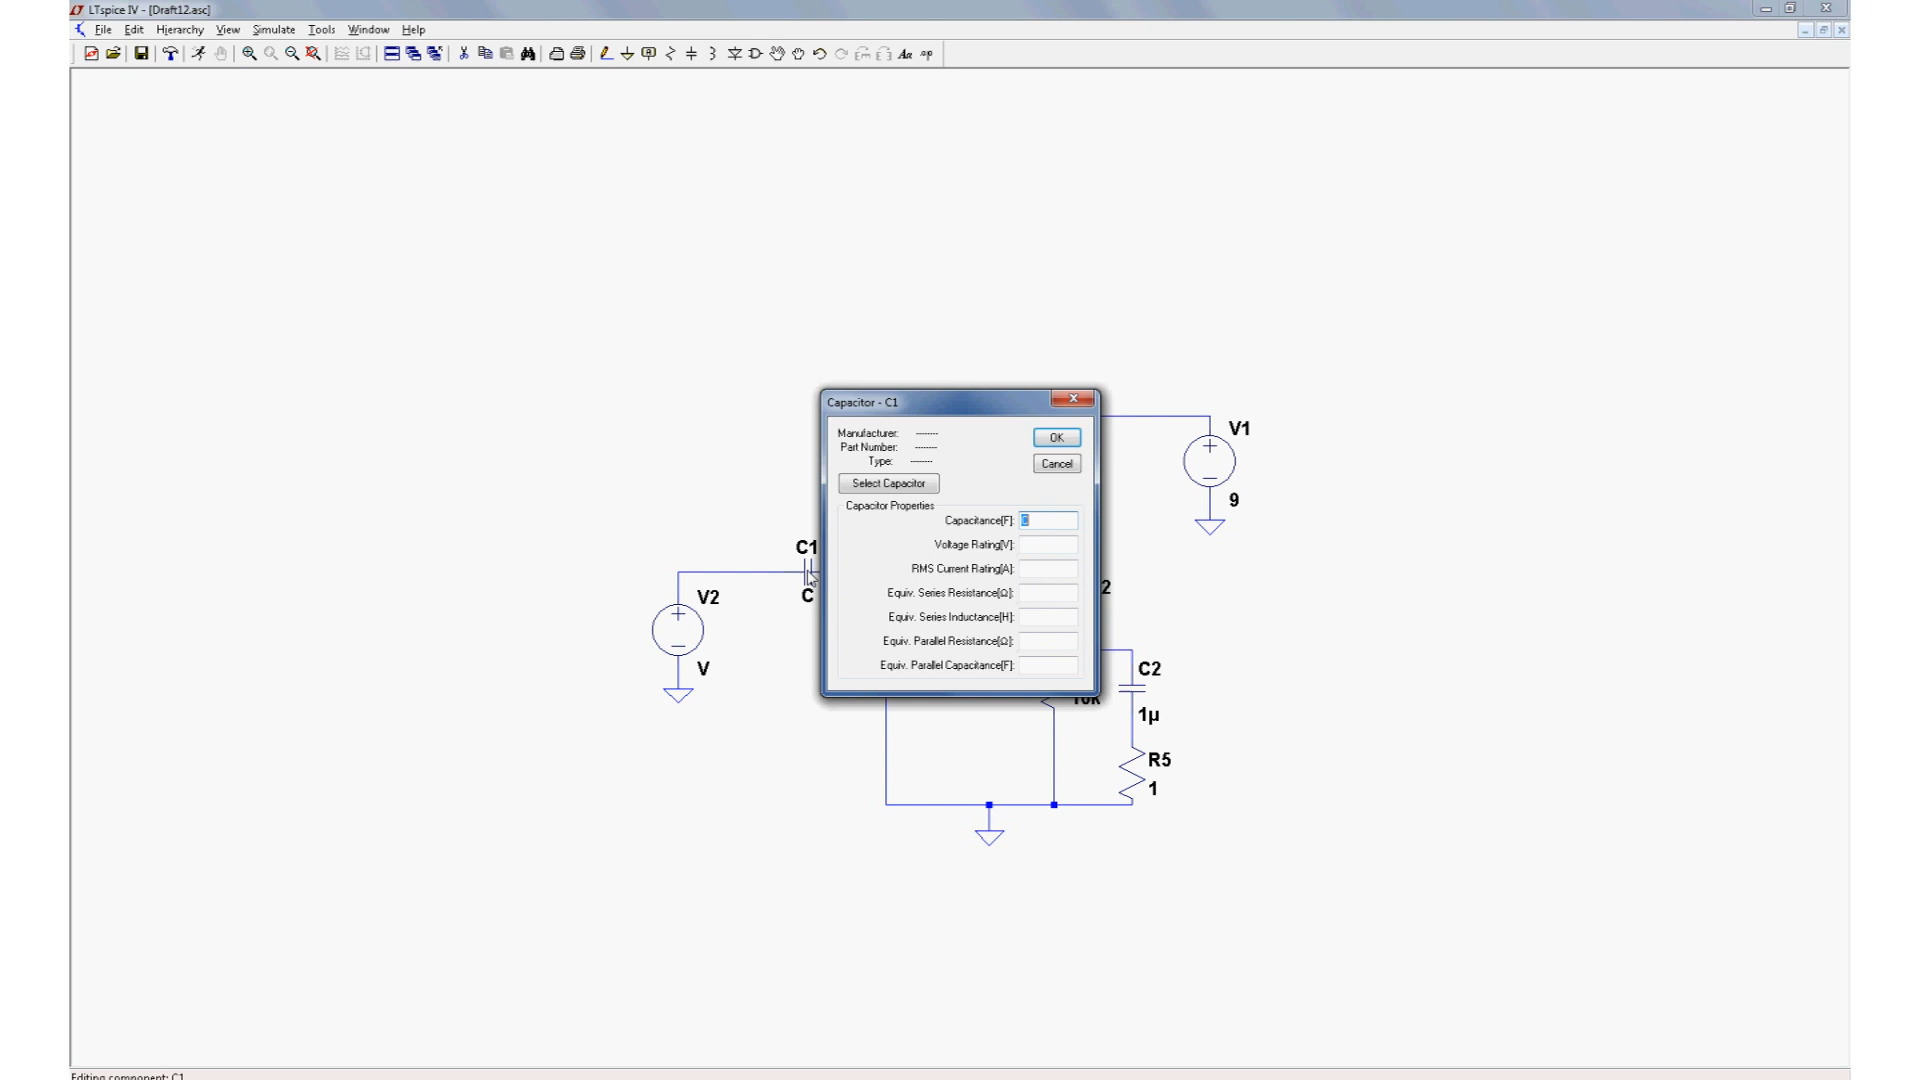 LTspice IV - [Draft12.asc]
File Edit Hierarchy View Simulate Tools Window Help
Capacitor - C1
Manufacturer: --------
Part Number: --------
Type: --------
OK
Cancel
Select Capacitor
Capacitor Properties
Capacitance[F]: C
Voltage Rating[V]:
RMS Current Rating[A]:
Equiv. Series Resistance[Ω]:
Equiv. Series Inductance[H]:
Equiv. Parallel Resistance[Ω]:
Equiv. Parallel Capacitance[F]:
V1
9
C1
C
V2
V
2
10k
C2
1µ
R5
1
Editing component: C1